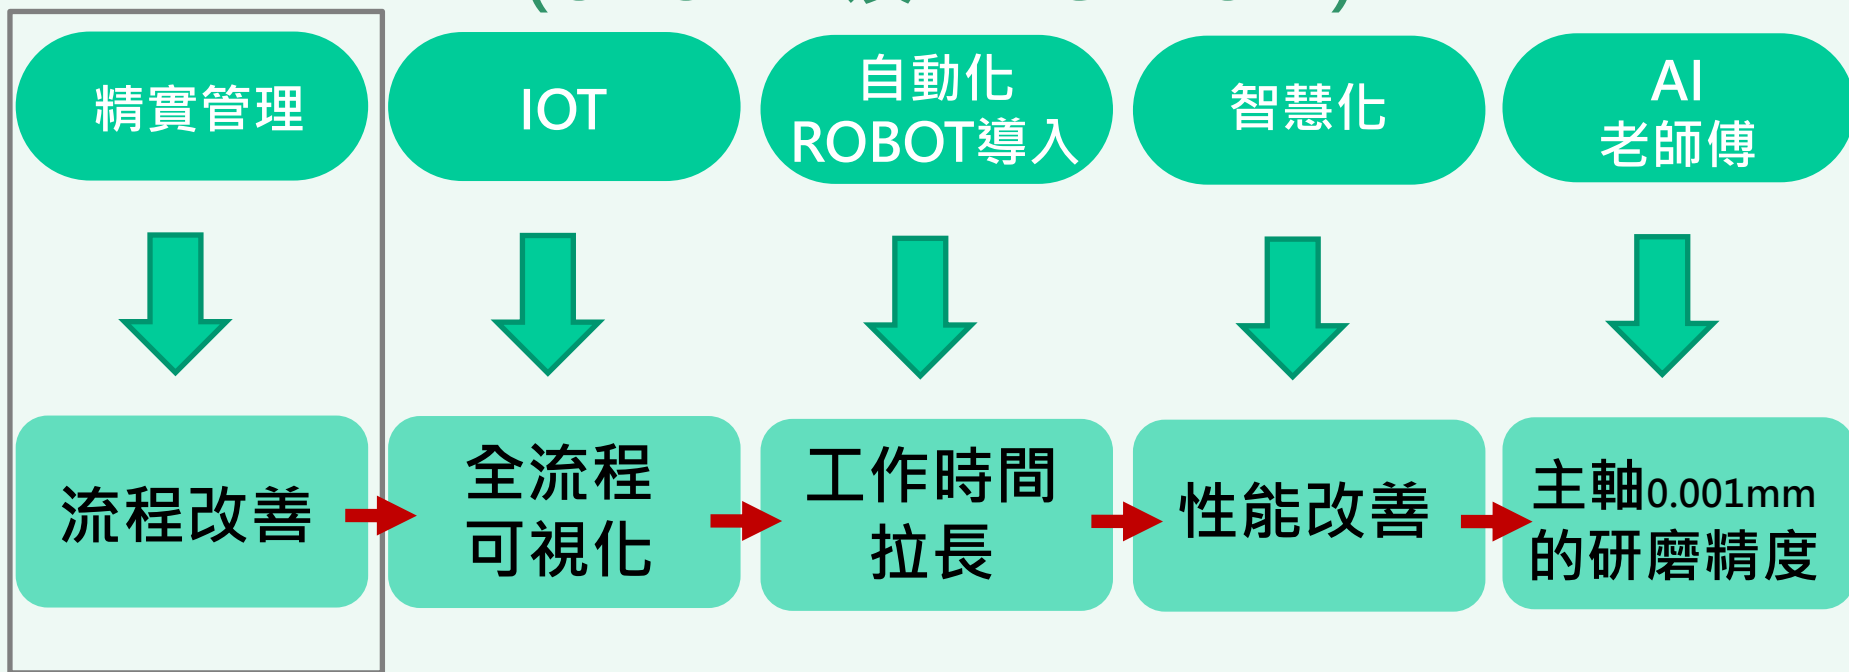 精實管理
IOT
自動化
ROBOT導入
智慧化
AI
老師傅
流程改善
全流程
可視化
工作時間
拉長
性能改善
主軸0.001mm
的研磨精度